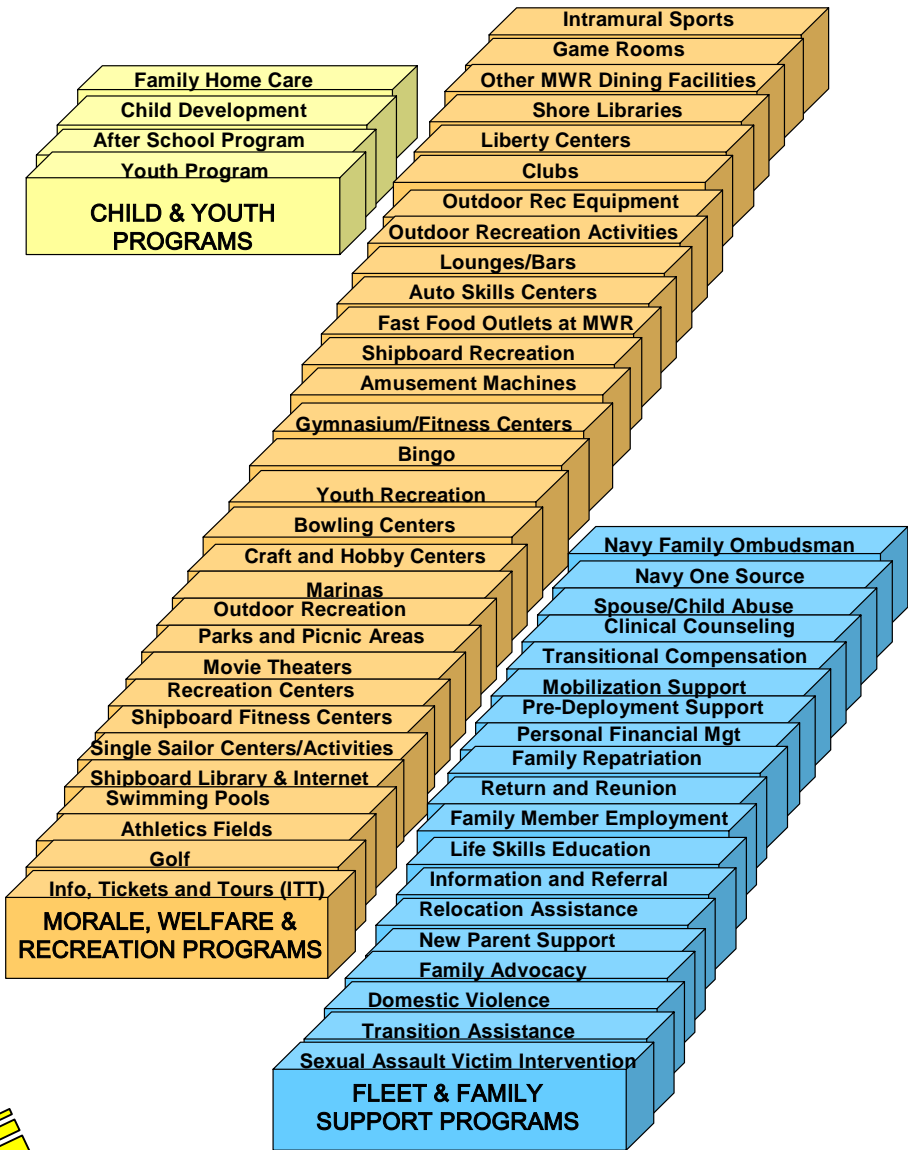 Family Home Care
Child Development
After School Program
Youth Program
CHILD & YOUTH
PROGRAMS
Intramural Sports
Game Rooms
Other MWR Dining Facilities
Shore Libraries
Liberty Centers
Clubs
Outdoor Rec Equipment
Outdoor Recreation Activities
Lounges/Bars
Auto Skills Centers
Fast Food Outlets at MWR
Shipboard Recreation
Amusement Machines
Gymnasium/Fitness Centers
Bingo
Youth Recreation
Bowling Centers
Craft and Hobby Centers
Marinas
Outdoor Recreation
Parks and Picnic Areas
Movie Theaters
Recreation Centers
Shipboard Fitness Centers
Single Sailor Centers/Activities
Shipboard Library & Internet
Swimming Pools
Athletics Fields
Golf
Info, Tickets and Tours (ITT)
MORALE, WELFARE &
RECREATION PROGRAMS
Navy Family Ombudsman
Navy One Source
Spouse/Child Abuse
Clinical Counseling
Transitional Compensation
Mobilization Support
Pre-Deployment Support
Personal Financial Mgt
Family Repatriation
Return and Reunion
Family Member Employment
Life Skills Education
Information and Referral
Relocation Assistance
New Parent Support
Family Advocacy
Domestic Violence
Transition Assistance
Sexual Assault Victim Intervention
FLEET & FAMILY
SUPPORT PROGRAMS